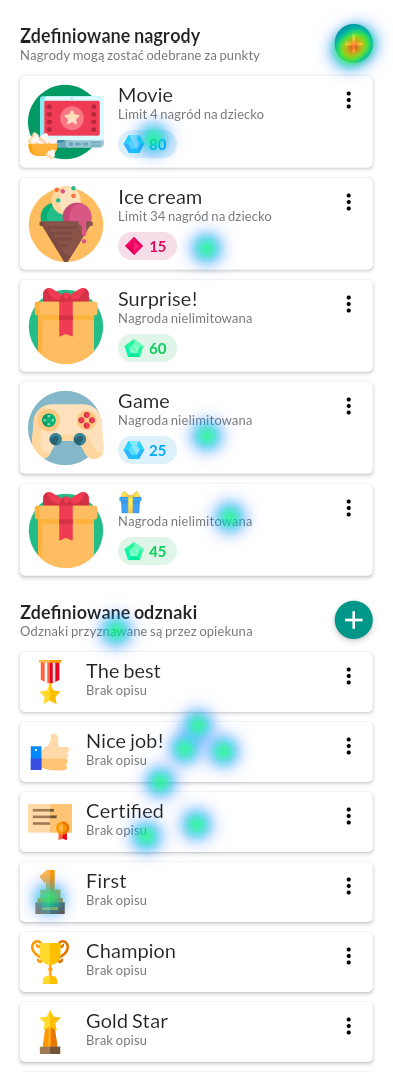 Zdefiniowane nagrody
Nagrody mogą zostać odebrane za punkty
Movie
Limit 4 nagród na dziecko
80
Ice cream
Limit 34 nagród na dziecko
15
Surprise!
Nagroda nielimitowana
60
Game
Nagroda nielimitowana
25
Nagroda nielimitowana
45
Zdefiniowane odznaki
Odznaki przyznawane są przez opiekuna
The best
Brak opisu
Nice job!
Brak opisu
Certified
Brak opisu
First
Brak opisu
Champion
Brak opisu
Gold Star
Brak opisu